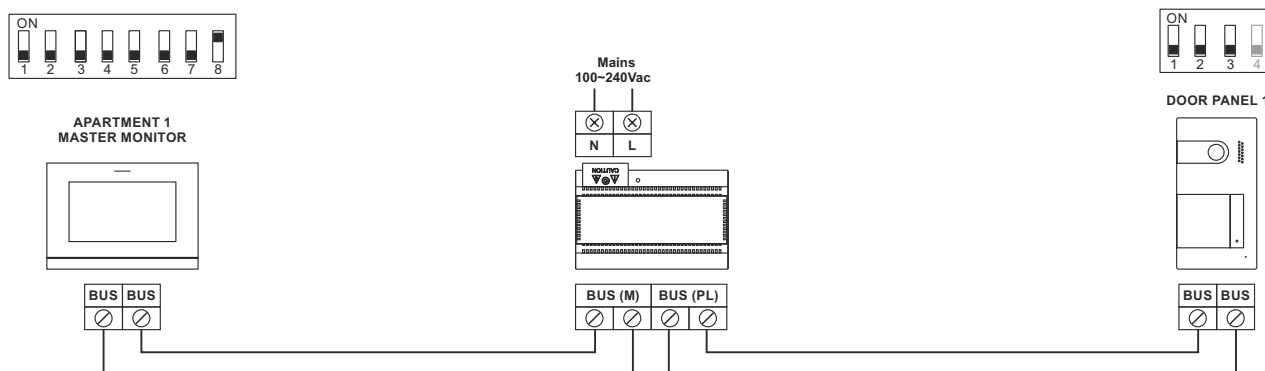 ON
1 2 3 4 5 6 7 8
APARTMENT 1
MASTER MONITOR
BUS BUS
Mains
100~240Vac
N L
CAUTION
BUS (M) BUS (PL)
ON
1 2 3 4
DOOR PANEL 1
BUS BUS